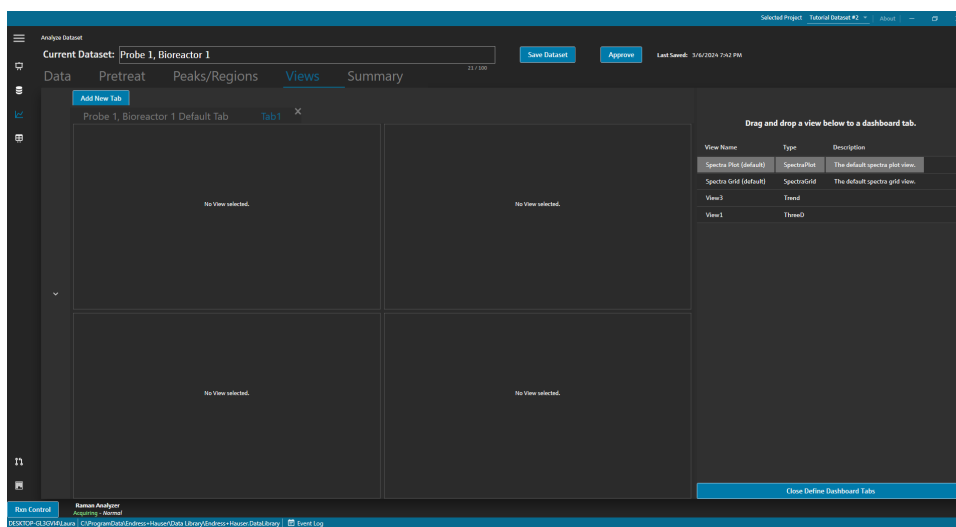 Selected Project Tutorial Dataset #2 About
Analyze Dataset
Current Dataset: Probe 1, Bioreactor 1 Save Dataset Approve Last Saved: 3/6/2024 7:42 PM
23 / 100
Data Pretreat Peaks/Regions Views Summary
Add New Tab
Probe 1, Bioreactor 1 Default Tab Tab1 X
Drag and drop a view below to a dashboard tab.
View Name Type Description
Spectra Plot (default) SpectraPlot The default spectra plot view.
Spectra Grid (default) SpectraGrid The default spectra grid view.
View3 Trend
View1 ThreeD
No View selected. No View selected.
No View selected. No View selected.
Close Define Dashboard Tabs
Rxn Control Raman Analyzer
Acquiring - Normal
DESKTOP-GL3GVI4\Laura C:\ProgramData\Endress+Hauser\Data Library\Endress+Hauser.DataLibrary Event Log